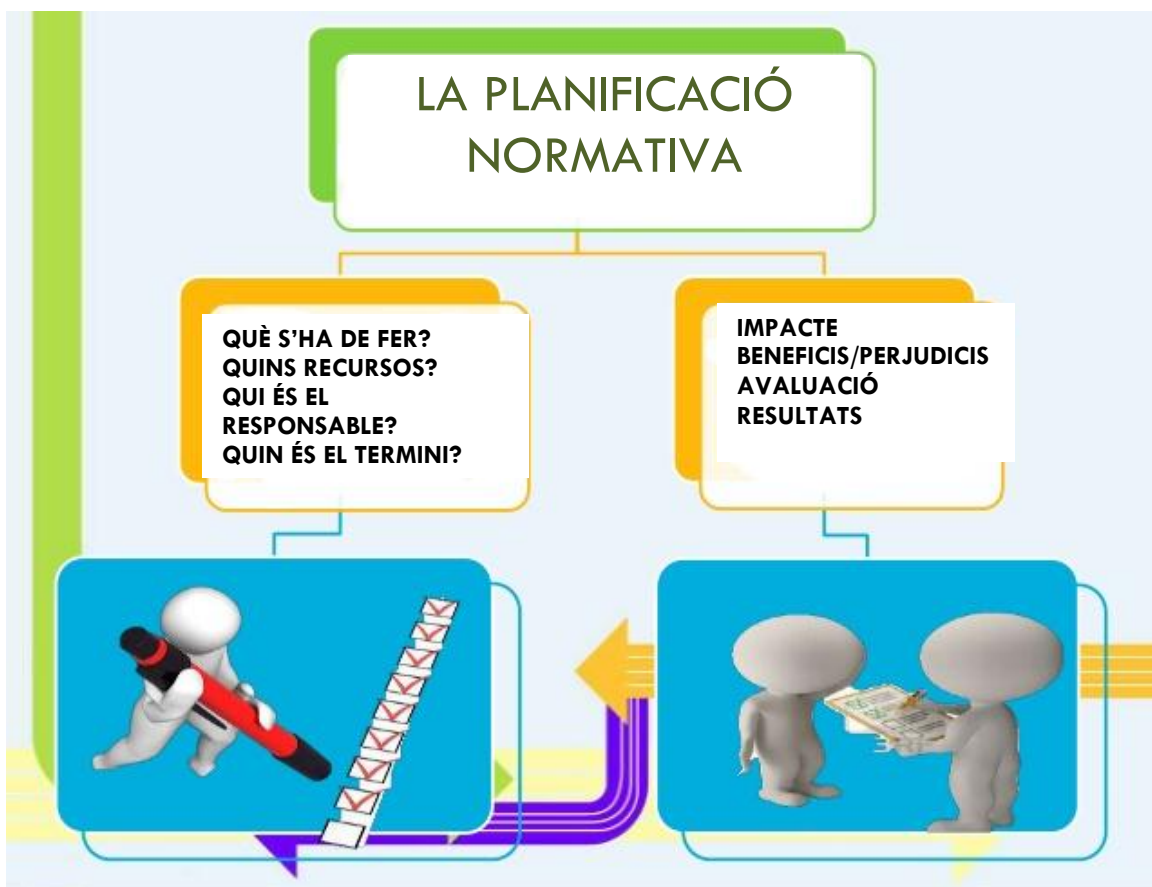 LA PLANIFICACIÓ
NORMATIVA
QUÈ S'HA DE FER?
QUINS RECURSOS?
QUI ÉS EL
RESPONSABLE?
QUIN ÉS EL TERMINI?
IMPACTE
BENEFICIS/PERJUDICIS
AVALUACIÓ
RESULTATS